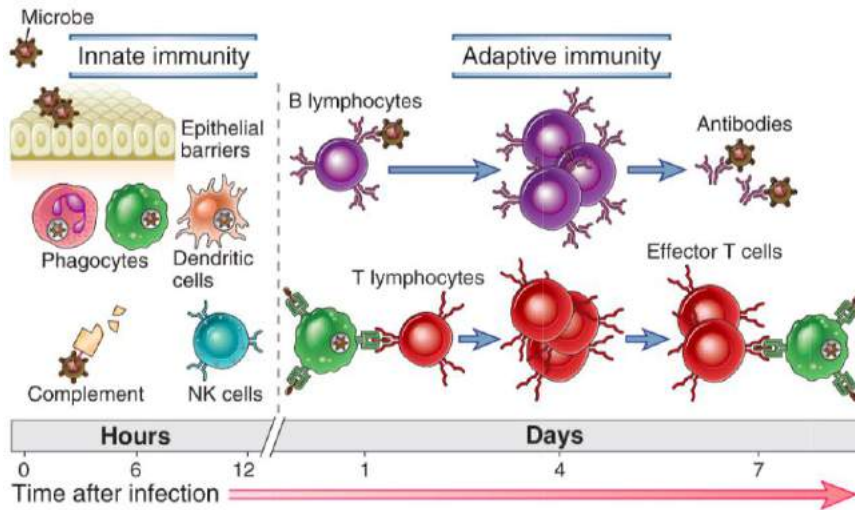 Microbe
Innate immunity
Adaptive immunity
Epithelial
barriers
B lymphocytes
Antibodies
Phagocytes
Dendritic
cells
T lymphocytes
Effector T cells
Complement
NK cells
Hours
Days
0 6 12 1 4 7
Time after infection